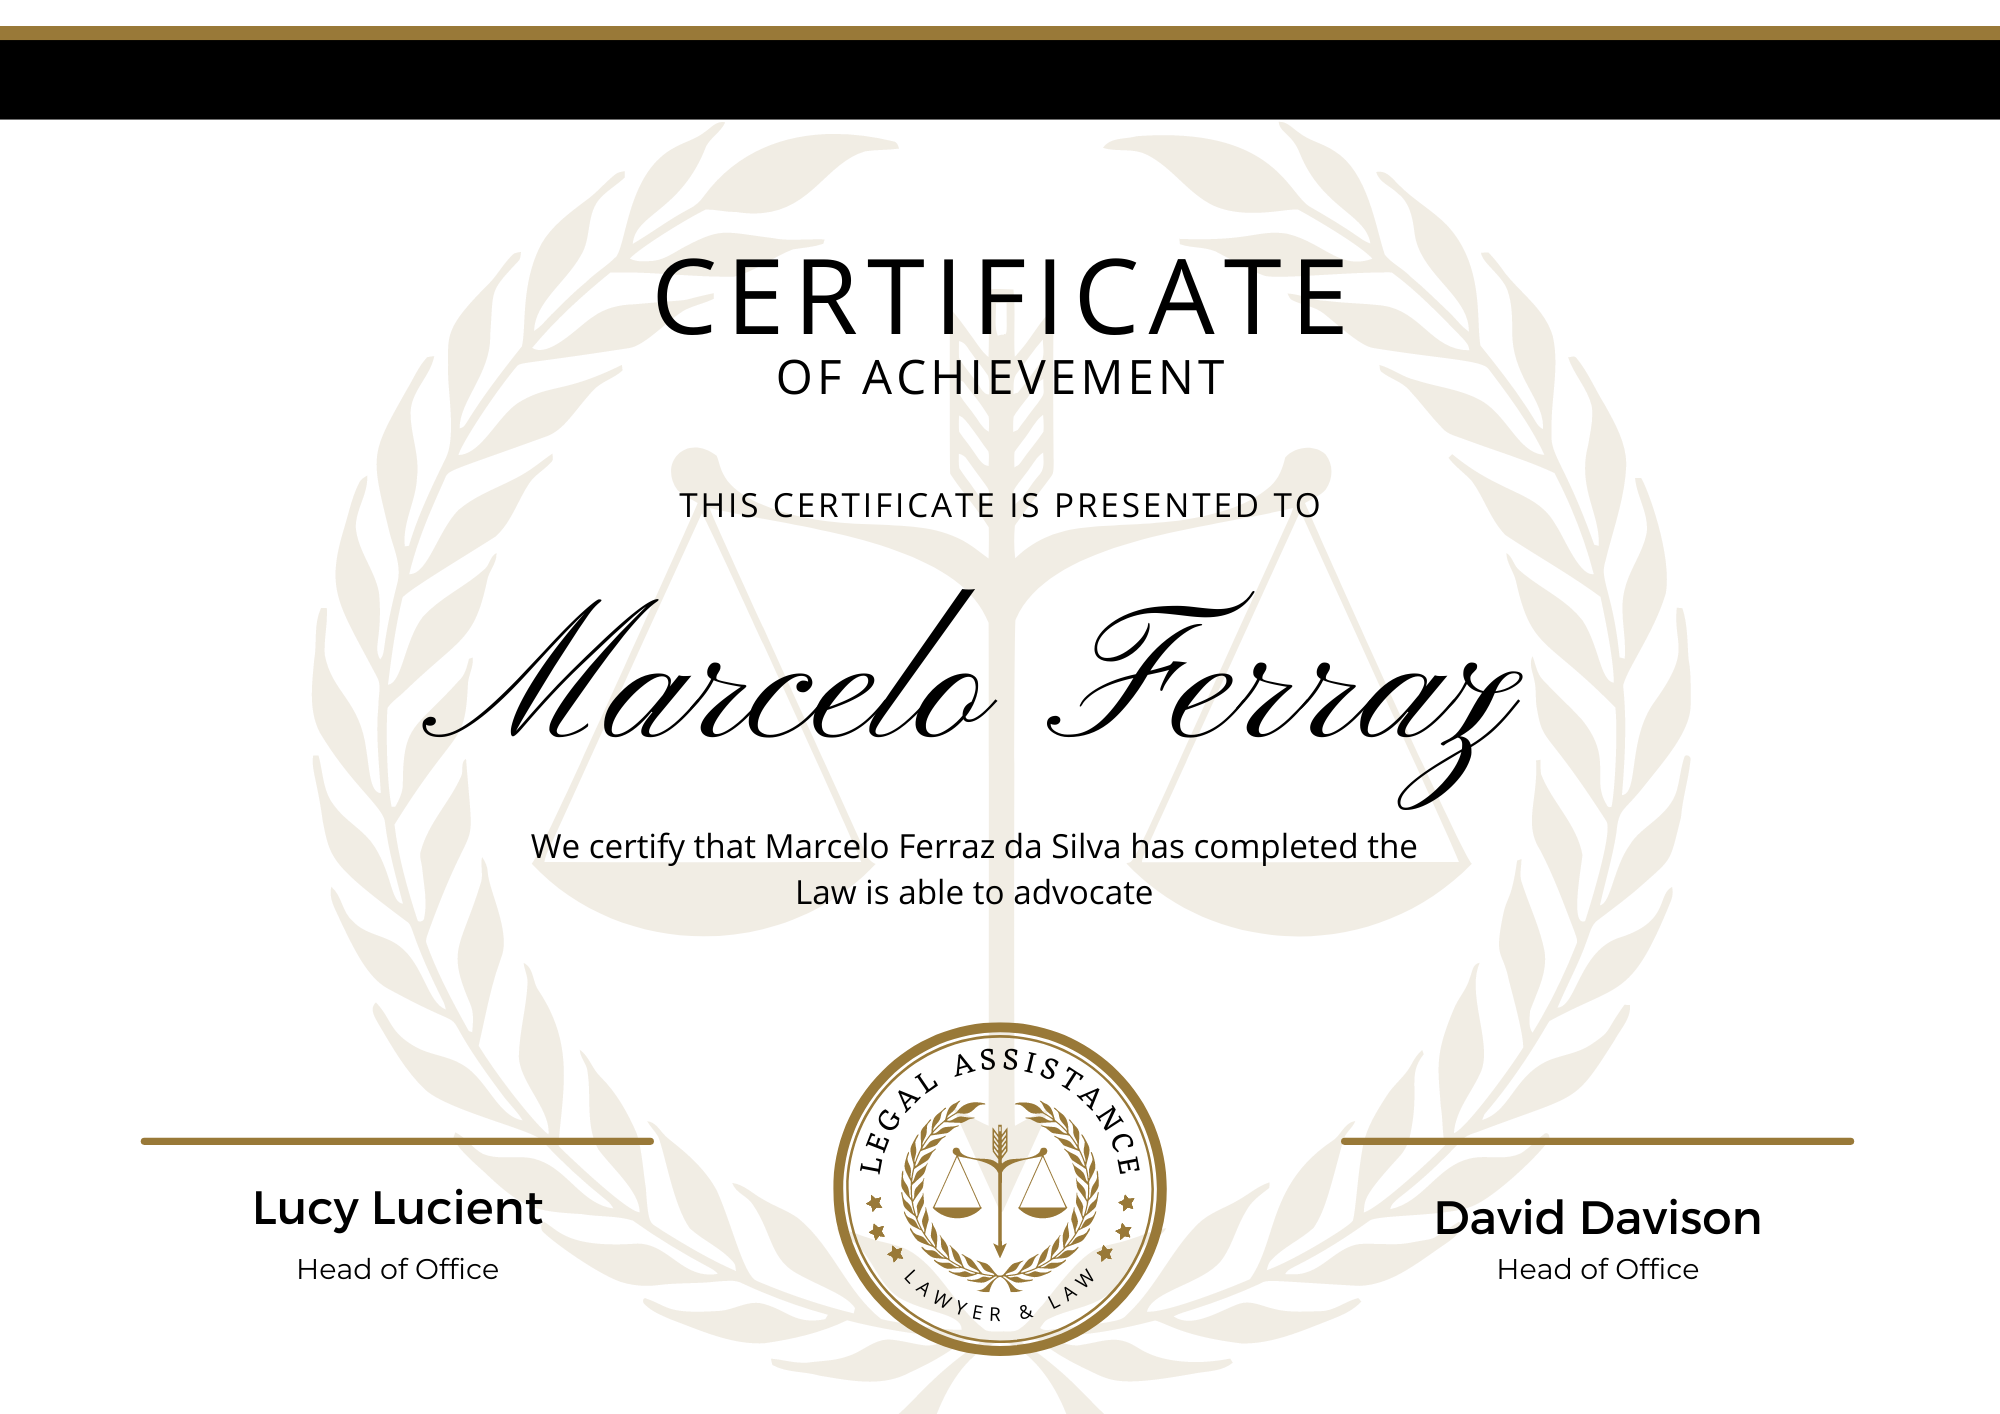 CERTIFICATE
OF ACHIEVEMENT
THIS CERTIFICATE IS PRESENTED TO
Marcelo Ferraz
We certify that Marcelo Ferraz da Silva has completed the
Law is able to advocate
LEGAL ASSISTANCE
LAWYER & LAW
Lucy Lucient
Head of Office
David Davison
Head of Office